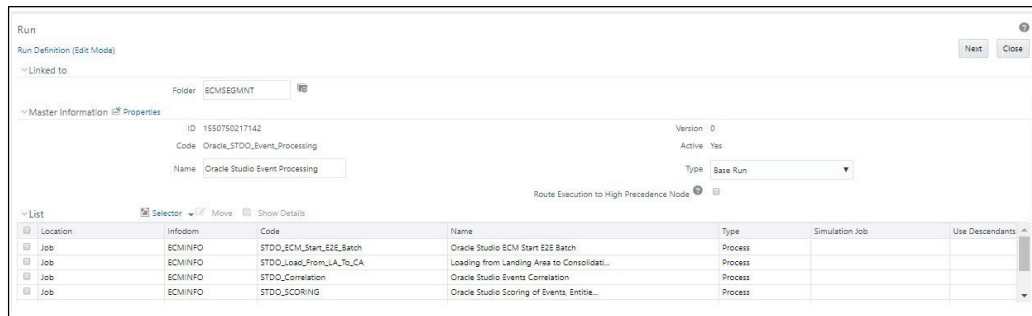 Run
Run Definition (Edit Mode)
Next Close
Linked to
Folder ECMSEGMNT
Master Information Properties
ID 1550750217142 Version 0
Code Oracle_STDO_Event_Processing Active Yes
Name Oracle Studio Event Processing Type Base Run
Route Execution to High Precedence Node
List Selector Move Show Details
Location Infodom Code Name Type Simulation Job Use Descendants
Job ECMINFO STDO_ECM_Start_E2E_Batch Oracle Studio ECM Start E2E Batch Process
Job ECMINFO STDO_Load_From_LA_To_CA Loading from Landing Area to Consolidati... Process
Job ECMINFO STDO_Correlation Oracle Studio Events Correlation Process
Job ECMINFO STDO_SCORING Oracle Studio Scoring of Events, Entitie... Process